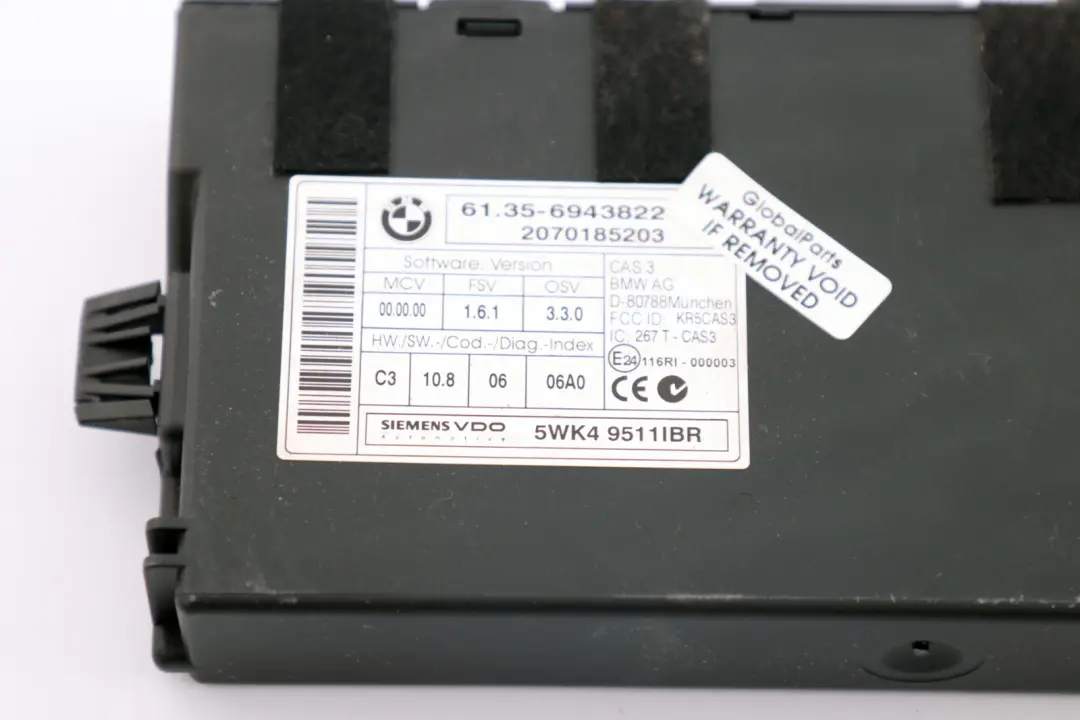 61.35-6943822
2070185203
Software. Version
MCV FSV OSV
00.00.00 1.6.1 3.3.0
HW./SW.-/Cod.-/Diag.-Index
C3 10.8 06 06A0
CAS 3
BMW AG
D-80788München
FCC ID: KR5CAS3
IC: 267 T - CAS3
E24 116RI - 000003
CE
SIEMENS VDO
Automotive
5WK4 9511IBR
GlobalParts
WARRANTY VOID
IF REMOVED